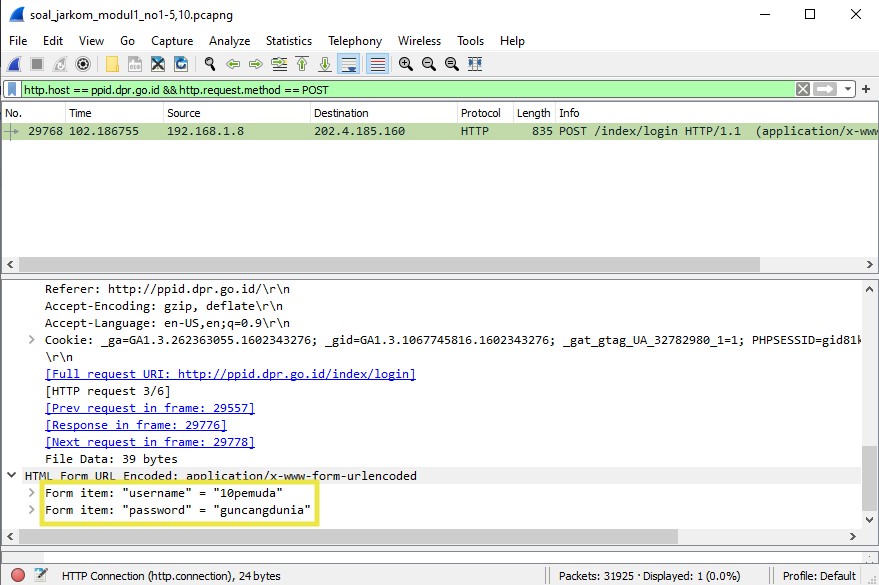 soal_jarkom_modul1_no1-5,10.pcapng
File Edit View Go Capture Analyze Statistics Telephony Wireless Tools Help
http.host == ppid.dpr.go.id && http.request.method == POST
No. Time Source Destination Protocol Length Info
29768 102.186755 192.168.1.8 202.4.185.160 HTTP 835 POST /index/login HTTP/1.1 (application/x-www
Referer: http://ppid.dpr.go.id/\r\n
Accept-Encoding: gzip, deflate\r\n
Accept-Language: en-US,en;q=0.9\r\n
Cookie: _ga=GA1.3.262363055.1602343276; _gid=GA1.3.1067745816.1602343276; _gat_gtag_UA_32782980_1=1; PHPSESSID=gid81k
\r\n
[Full request URI: http://ppid.dpr.go.id/index/login]
[HTTP request 3/6]
[Prev request in frame: 29557]
[Response in frame: 29776]
[Next request in frame: 29778]
File Data: 39 bytes
HTML Form URL Encoded: application/x-www-form-urlencoded
Form item: "username" = "10pemuda"
Form item: "password" = "guncangdunia"
HTTP Connection (http.connection), 24 bytes Packets: 31925 · Displayed: 1 (0.0%) Profile: Default